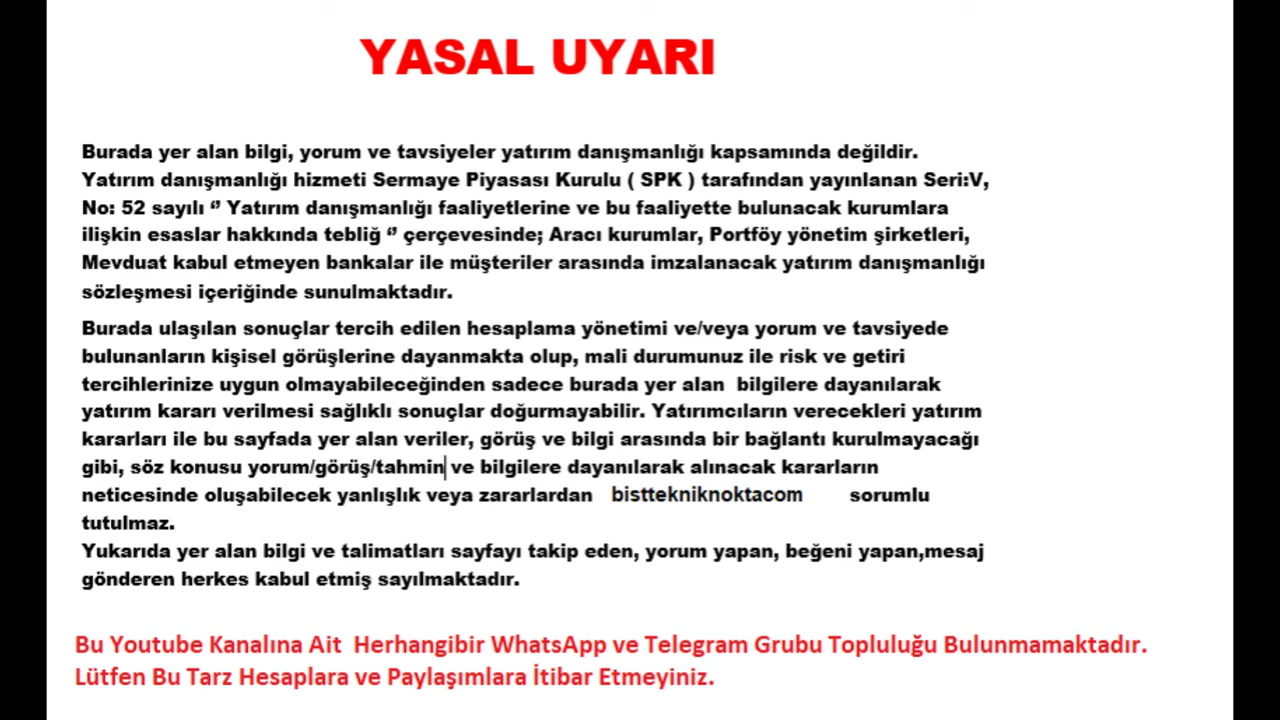 YASAL UYARI
Burada yer alan bilgi, yorum ve tavsiyeler yatırım danışmanlığı kapsamında değildir.
Yatırım danışmanlığı hizmeti Sermaye Piyasası Kurulu ( SPK ) tarafından yayınlanan Seri:V,
No: 52 sayılı ‘’ Yatırım danışmanlığı faaliyetlerine ve bu faaliyette bulunacak kurumlara
ilişkin esaslar hakkında tebliğ ‘’ çerçevesinde; Aracı kurumlar, Portföy yönetim şirketleri,
Mevduat kabul etmeyen bankalar ile müşteriler arasında imzalanacak yatırım danışmanlığı
sözleşmesi içeriğinde sunulmaktadır.
Burada ulaşılan sonuçlar tercih edilen hesaplama yönetimi ve/veya yorum ve tavsiyede
bulunanların kişisel görüşlerine dayanmakta olup, mali durumunuz ile risk ve getiri
tercihlerinize uygun olmayabileceğinden sadece burada yer alan  bilgilere dayanılarak
yatırım kararı verilmesi sağlıklı sonuçlar doğurmayabilir. Yatırımcıların verecekleri yatırım
kararları ile bu sayfada yer alan veriler, görüş ve bilgi arasında bir bağlantı kurulmayacağı
gibi, söz konusu yorum/görüş/tahmin ve bilgilere dayanılarak alınacak kararların
neticesinde oluşabilecek yanlışlık veya zararlardan bisttekniknoktacom sorumlu
tutulmaz.
Yukarıda yer alan bilgi ve talimatları sayfayı takip eden, yorum yapan, beğeni yapan,mesaj
gönderen herkes kabul etmiş sayılmaktadır.
Bu Youtube Kanalına Ait  Herhangibir WhatsApp ve Telegram Grubu Topluluğu Bulunmamaktadır.
Lütfen Bu Tarz Hesaplara ve Paylaşımlara İtibar Etmeyiniz.